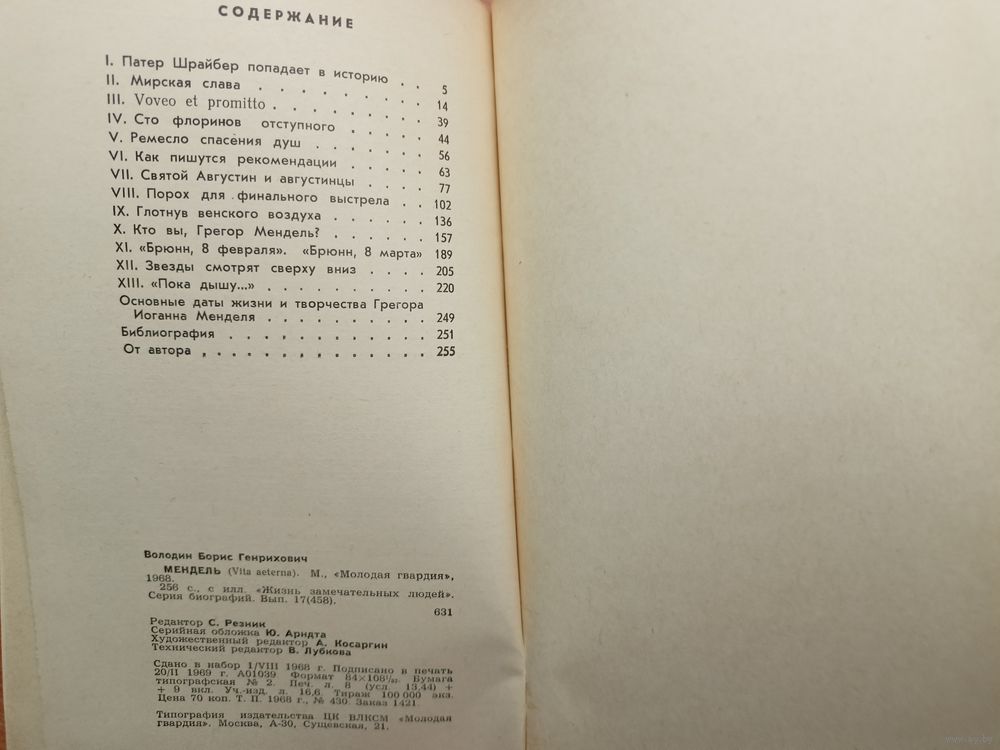 СОДЕРЖАНИЕ
I. Патер Шрайбер попадает в историю . . 5
II. Мирская слава . . . . . . . . 14
III. Voveo et promitto . . . . . . . . 39
IV. Сто флоринов отступного . . . . . 44
V. Ремесло спасения душ . . . . . . 56
VI. Как пишутся рекомендации . . . . . 63
VII. Святой Августин и августинцы . . . . 77
VIII. Порох для финального выстрела . . 102
IX. Глотнув венского воздуха . . . . . . 136
X. Кто вы, Грегор Мендель? . . . . . . 157
XI. «Брюнн, 8 февраля». «Брюнн, 8 марта» 189
XII. Звезды смотрят сверху вниз . . . . 205
XIII. «Пока дышу...» . . . . . . . . . . 220
Основные даты жизни и творчества Грегора
Иоганна Менделя . . . . . . . . . . 249
Библиография . . . . . . . . . . . 251
От автора . . . . . . . . . . . . 255
Володин Борис Генрихович
МЕНДЕЛЬ (Vita aeterna). М., «Молодая гвардия»,
1968.
256 с., с илл. «Жизнь замечательных людей».
Серия биографий. Вып. 17(458).
631
Редактор С. Резник
Серийная обложка Ю. Арндта
Художественный редактор А. Косаргин
Технический редактор В. Лубкова
Сдано в набор 1/VIII 1968 г. Подписано в печать
20/II 1969 г. А01039 Формат 84×108¹/₃₂. Бумага
типографская № 2. Печ. л. 8 (усл. 13,44) +
+ 9 вкл. Уч.-изд. л. 16,6. Тираж 100 000 экз.
Цена 70 коп. Т. П. 1968 г., № 430. Заказ 1421.
Типография издательства ЦК ВЛКСМ «Молодая
гвардия». Москва, А-30, Сущевская, 21.
www.ay.by